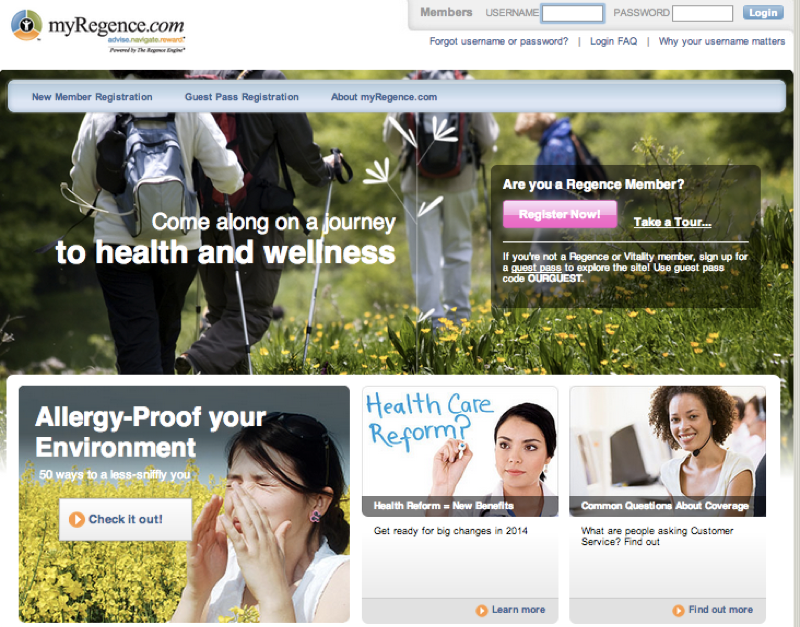 myRegence.com
advise.navigate.reward.
Powered by The Regence Engine
Members USERNAME PASSWORD Login
Forgot username or password? | Login FAQ | Why your username matters
New Member Registration Guest Pass Registration About myRegence.com
Come along on a journey
to health and wellness
Are you a Regence Member?
Register Now! Take a Tour...
If you're not a Regence or Vitality member, sign up for
a guest pass to explore the site! Use guest pass
code OURGUEST.
Allergy-Proof your
Environment
50 ways to a less-sniffly you
Check it out!
Health Care
Reform?
Health Reform = New Benefits
Get ready for big changes in 2014
Learn more
Common Questions About Coverage
What are people asking Customer
Service? Find out
Find out more